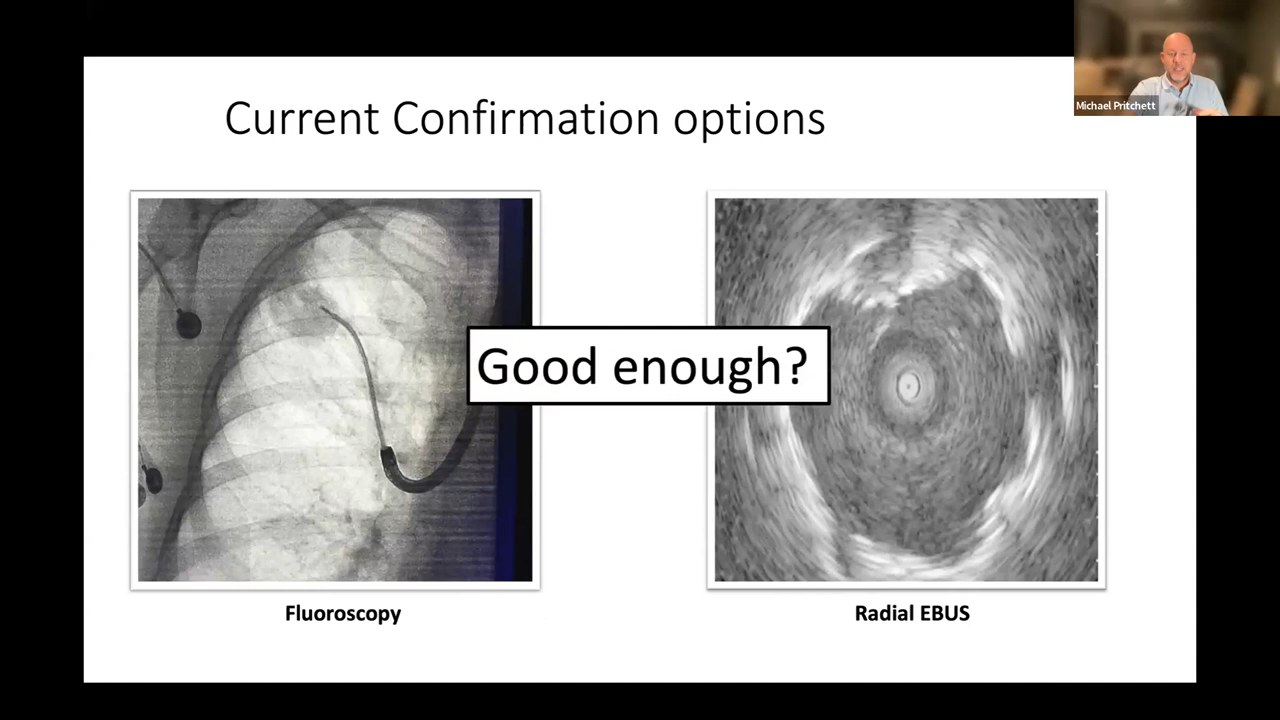 Current Confirmation options
Michael Pritchett
Good enough?
Fluoroscopy
Radial EBUS